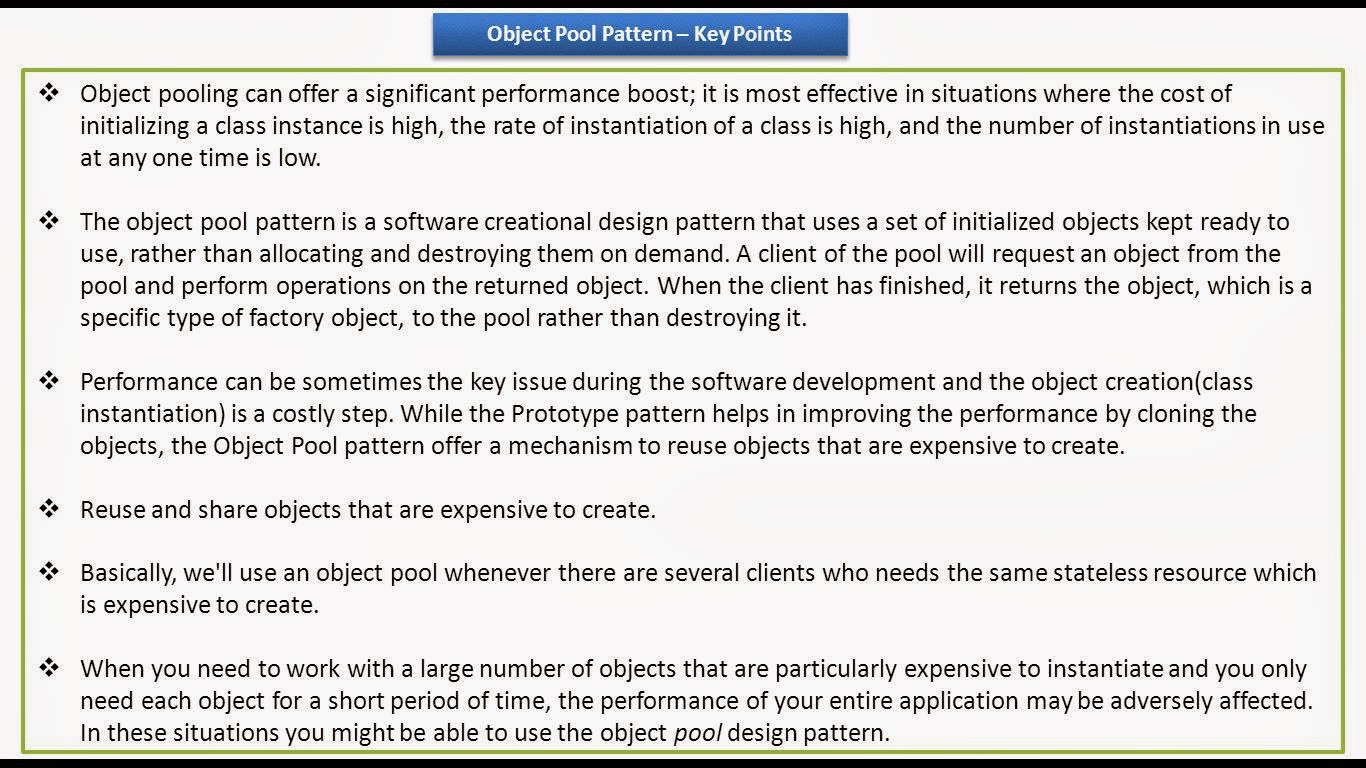 Object Pool Pattern – Key Points
❖ Object pooling can offer a significant performance boost; it is most effective in situations where the cost of
initializing a class instance is high, the rate of instantiation of a class is high, and the number of instantiations in use
at any one time is low.
❖ The object pool pattern is a software creational design pattern that uses a set of initialized objects kept ready to
use, rather than allocating and destroying them on demand. A client of the pool will request an object from the
pool and perform operations on the returned object. When the client has finished, it returns the object, which is a
specific type of factory object, to the pool rather than destroying it.
❖ Performance can be sometimes the key issue during the software development and the object creation(class
instantiation) is a costly step. While the Prototype pattern helps in improving the performance by cloning the
objects, the Object Pool pattern offer a mechanism to reuse objects that are expensive to create.
❖ Reuse and share objects that are expensive to create.
❖ Basically, we'll use an object pool whenever there are several clients who needs the same stateless resource which
is expensive to create.
❖ When you need to work with a large number of objects that are particularly expensive to instantiate and you only
need each object for a short period of time, the performance of your entire application may be adversely affected.
In these situations you might be able to use the object pool design pattern.